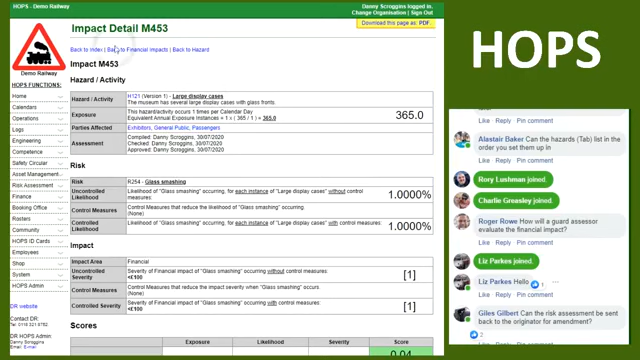 HOPS - Demo Railway
Danny Scroggins logged in.
Change Organisation | Sign Out
Impact Detail M453
Download this page as: PDF.
Back to Index | Back to Financial Impacts | Back to Hazard
Demo Railway
HOPS FUNCTIONS:
Home
Calendars
Operations
Logs
Engineering
Competence
Safety Circular
Asset Management
Risk Assessment
Finance
Booking Office
Rosters
Community
HOPS ID Cards
Employees
Shop
System
HOPS Admin
DR website
Contact DR:
DR HOPS Admin
Danny Scroggins
Email: E-mail
Impact M453
Hazard / Activity
Hazard / Activity
H121 (Version 1) - Large display cases
The museum has several large display cases with glass fronts.
Exposure
This hazard/activity occurs 1 times per Calendar Day
Equivalent Annual Exposure Instances = 1 x ( 365 / 1 ) = 365.0
365.0
Parties Affected
Exhibitors, General Public, Passengers
Assessment
Compiled: Danny Scroggins, 30/07/2020
Checked: Danny Scroggins, 30/07/2020
Approved: Danny Scroggins, 30/07/2020
Risk
Risk
R254 - Glass smashing
Uncontrolled Likelihood
Likelihood of "Glass smashing" occurring, for each instance of "Large display cases" without control measures:
1.0000%
Control Measures
Control Measures that reduce the likelihood of "Glass smashing" occurring.
(None)
Controlled Likelihood
Likelihood of "Glass smashing" occurring, for each instance of "Large display cases" with control measures:
1.0000%
Impact
Impact Area
Financial
Uncontrolled Severity
Severity of Financial impact of "Glass smashing" occurring without control measures:
<£100
[1]
Control Measures
Control Measures that reduce the impact severity when "Glass smashing" occurs.
(None)
Controlled Severity
Severity of Financial impact of "Glass smashing" occurring with control measures:
<£100
[1]
Scores
Exposure
Likelihood
Severity
Score
0.04
HOPS
Like Reply Pin comment
Alastair Baker Can the hazards (Tab) list in the
order you set them up in
Like Reply Pin comment
Rory Lushman joined.
Charlie Greasley joined.
Roger Rowe How will a guard assessor
evaluate the financial impact?
Like Reply Pin comment
Liz Parkes joined.
Liz Parkes Hello
1
Like Reply Pin comment
Giles Gilbert Can the risk assessment be sent
back to the originator for amendment?
2
Like Reply Pin comment